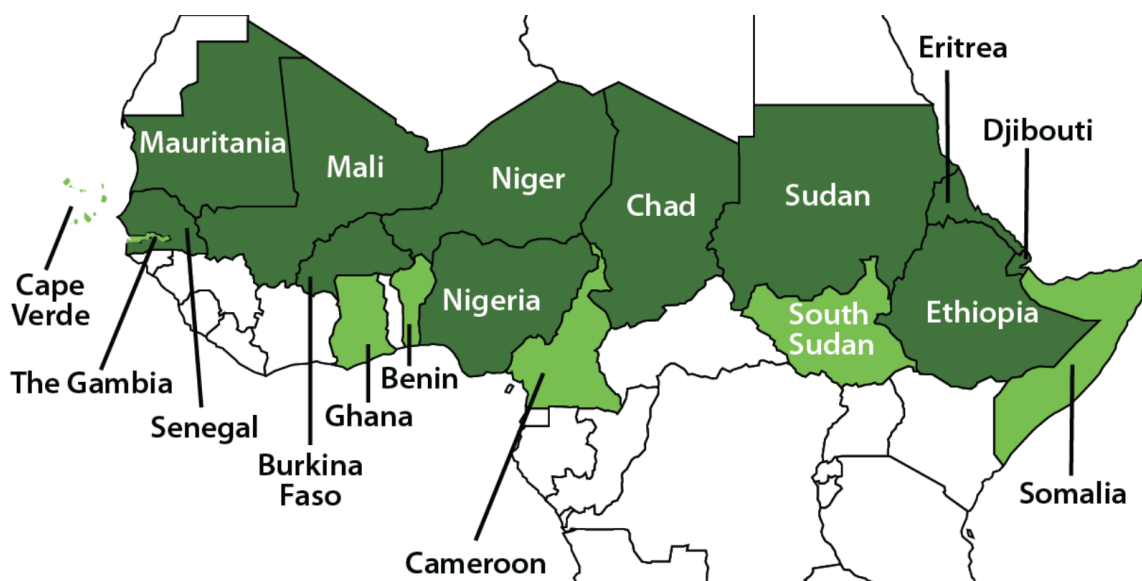 Eritrea
Djibouti
Mauritania
Mali
Niger
Chad
Sudan
Cape
Verde
Nigeria
Ethiopia
South
Sudan
The Gambia
Senegal
Burkina
Faso
Ghana
Benin
Cameroon
Somalia